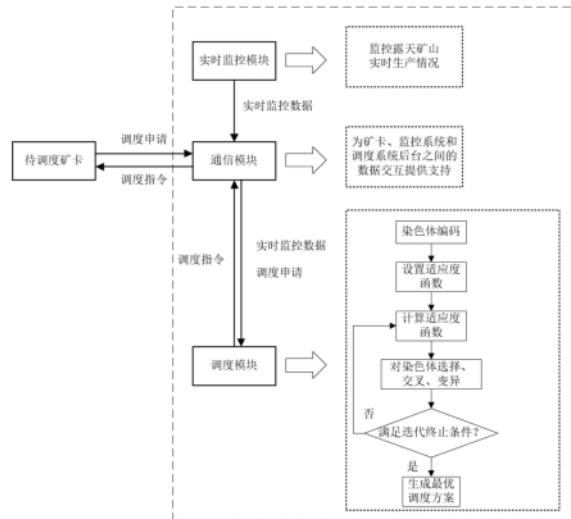 实时监控模块
监控露天矿山
实时生产情况
实时监控数据
调度申请
待调度矿卡
通信模块
为矿卡、监控系统和
调度系统后台之间的
数据交互提供支持
调度指令
染色体编码
实时监控数据
调度指令
调度申请
设置适应度
函数
计算适应度
函数
调度模块
对染色体选择、
交叉、变异
否
满足迭代终止条件?
是
生成最优
调度方案